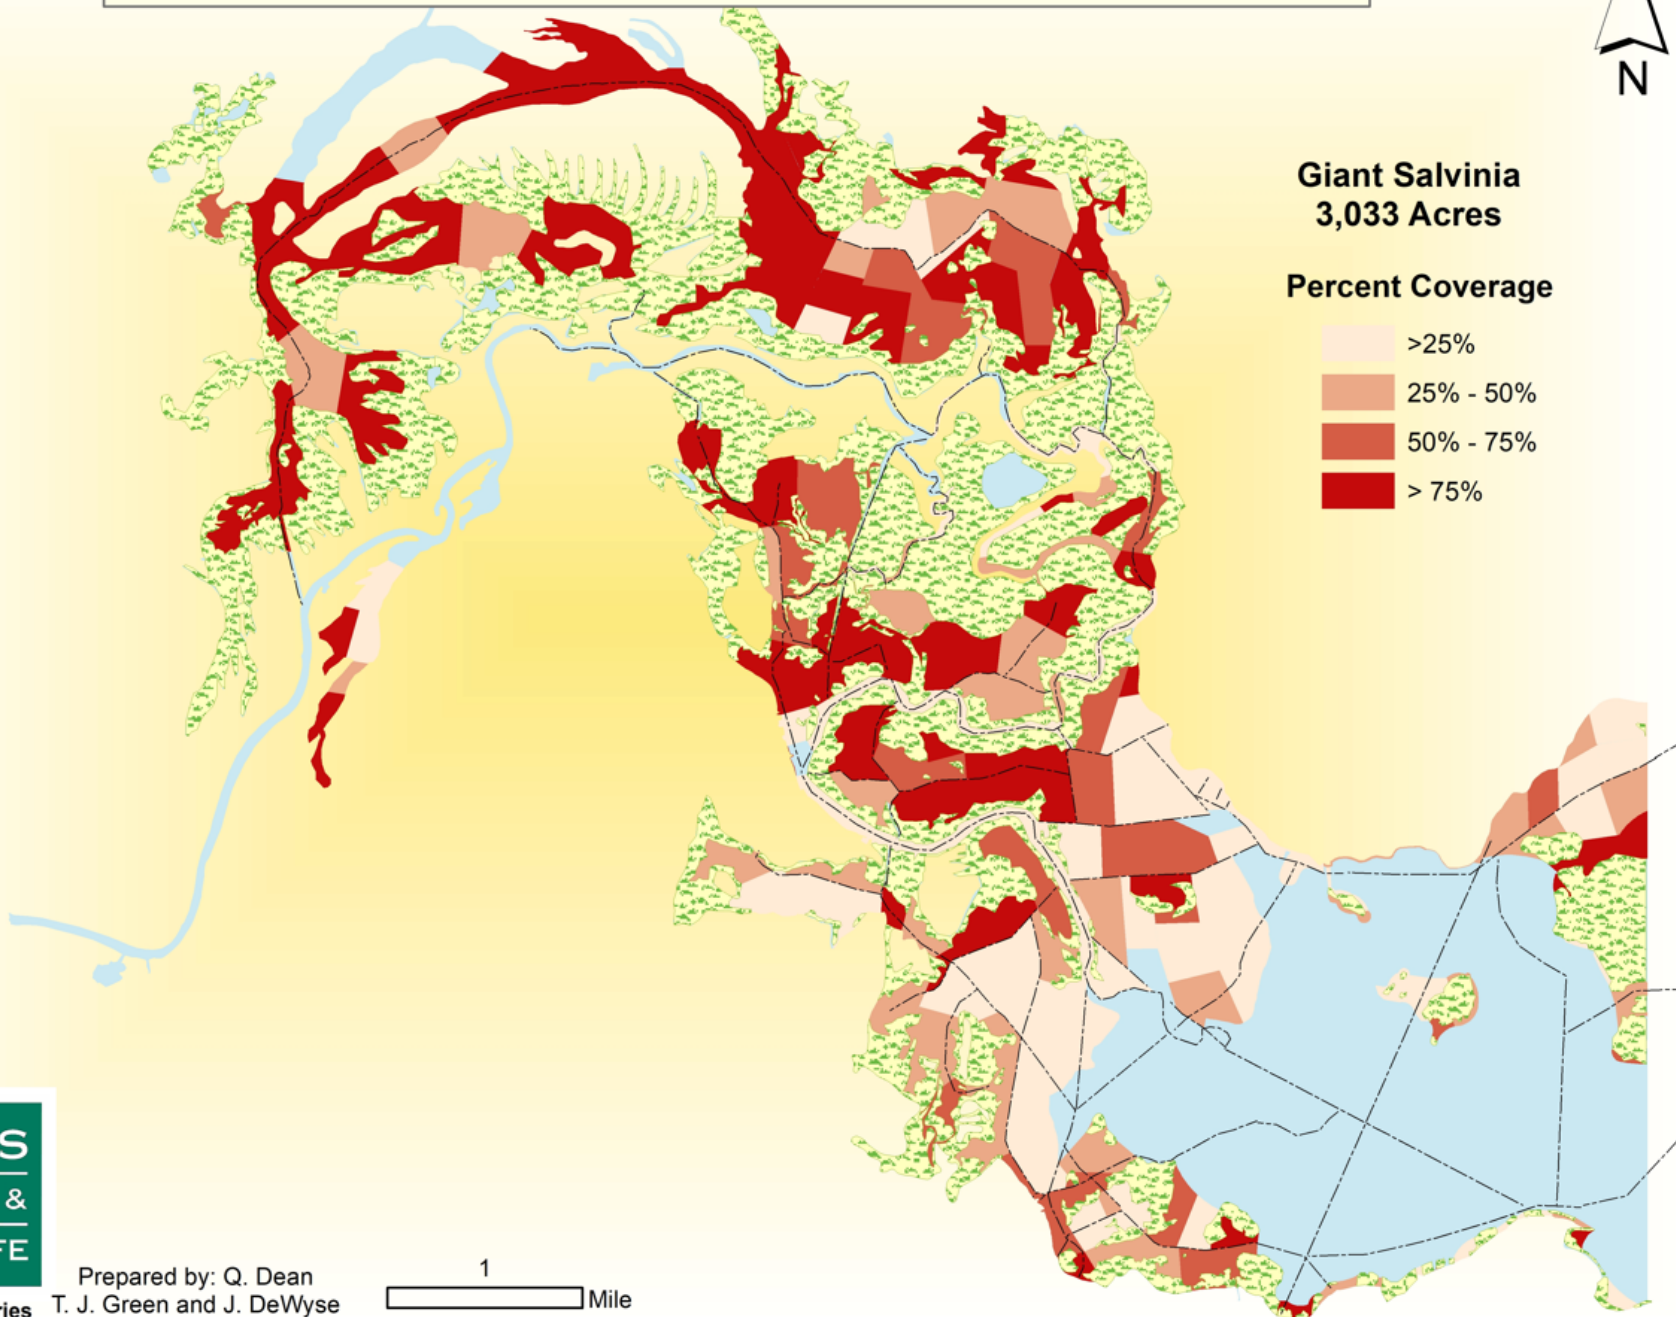 N
Giant Salvinia
3,033 Acres
Percent Coverage
>25%
25% - 50%
50% - 75%
> 75%
S
&
FE
ries
Prepared by: Q. Dean
T. J. Green and J. DeWyse
1
Mile